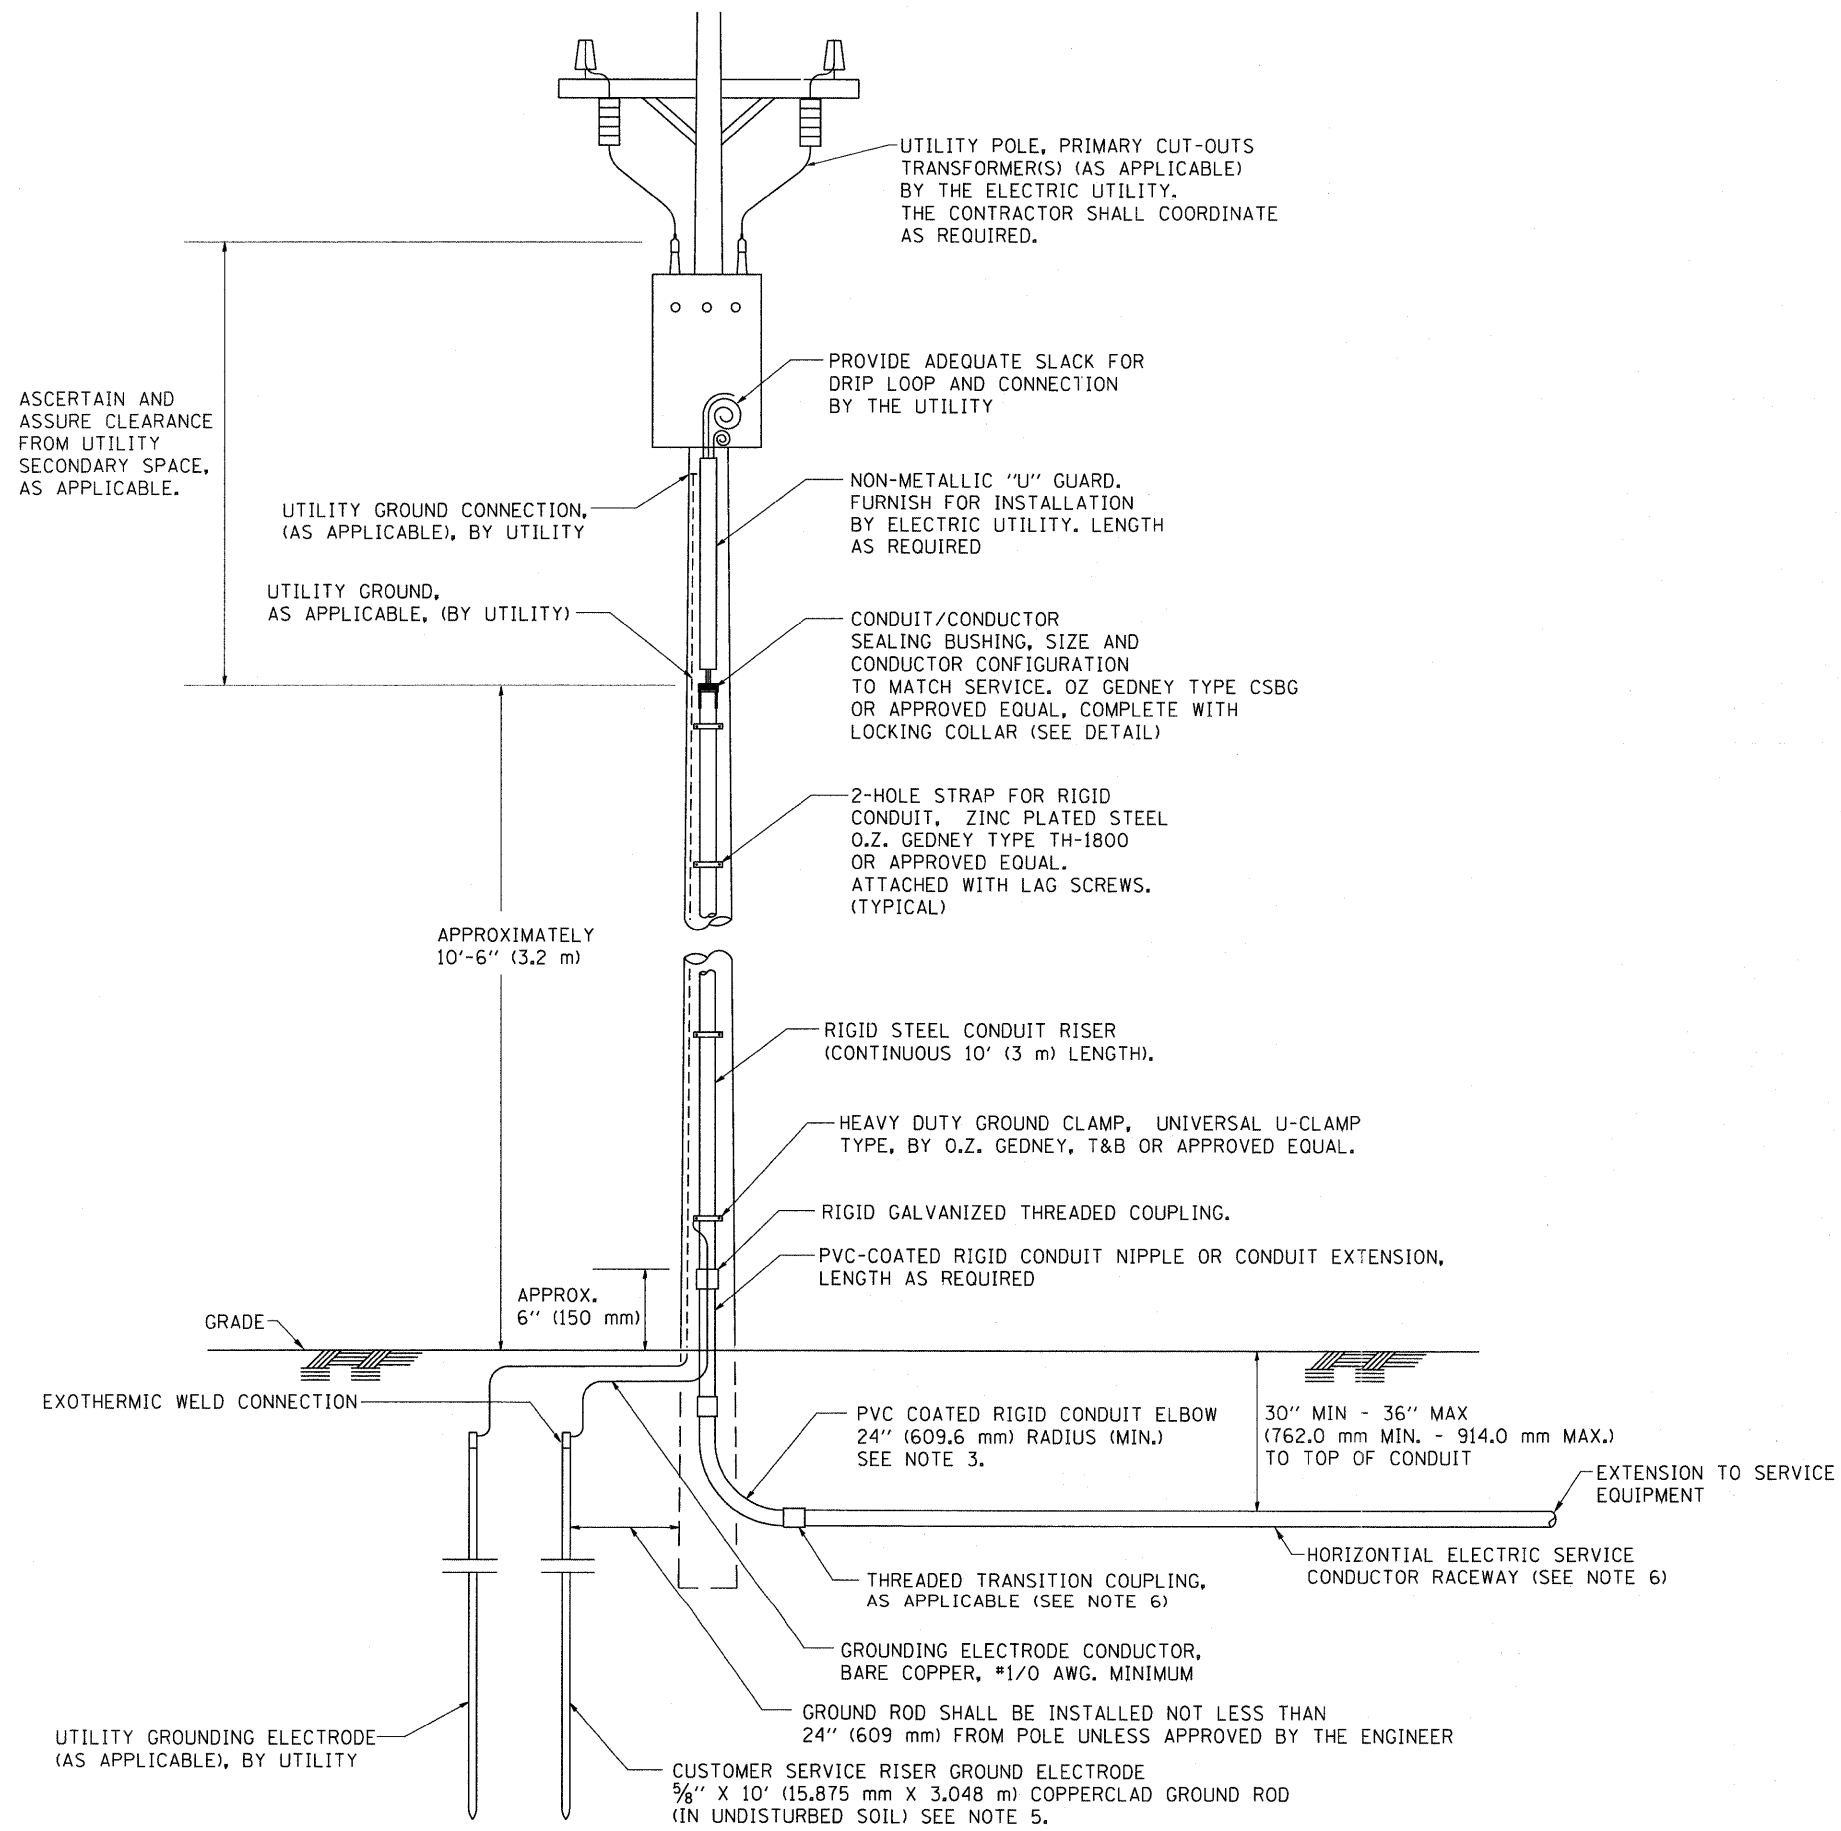 UTILITY POLE, PRIMARY CUT-OUTS
TRANSFORMER(S) (AS APPLICABLE)
BY THE ELECTRIC UTILITY.
THE CONTRACTOR SHALL COORDINATE
AS REQUIRED.
PROVIDE ADEQUATE SLACK FOR
DRIP LOOP AND CONNECTION
BY THE UTILITY
ASCERTAIN AND
ASSURE CLEARANCE
FROM UTILITY
SECONDARY SPACE,
AS APPLICABLE.
UTILITY GROUND CONNECTION,
(AS APPLICABLE), BY UTILITY
NON-METALLIC "U" GUARD.
FURNISH FOR INSTALLATION
BY ELECTRIC UTILITY. LENGTH
AS REQUIRED
UTILITY GROUND,
AS APPLICABLE, (BY UTILITY)
CONDUIT/CONDUCTOR
SEALING BUSHING, SIZE AND
CONDUCTOR CONFIGURATION
TO MATCH SERVICE. OZ GEDNEY TYPE CSBG
OR APPROVED EQUAL, COMPLETE WITH
LOCKING COLLAR (SEE DETAIL)
2-HOLE STRAP FOR RIGID
CONDUIT, ZINC PLATED STEEL
O.Z. GEDNEY TYPE TH-1800
OR APPROVED EQUAL.
ATTACHED WITH LAG SCREWS.
(TYPICAL)
APPROXIMATELY
10'-6" (3.2 m)
RIGID STEEL CONDUIT RISER
(CONTINUOUS 10' (3 m) LENGTH).
HEAVY DUTY GROUND CLAMP, UNIVERSAL U-CLAMP
TYPE, BY O.Z. GEDNEY, T&B OR APPROVED EQUAL.
RIGID GALVANIZED THREADED COUPLING.
PVC-COATED RIGID CONDUIT NIPPLE OR CONDUIT EXTENSION,
LENGTH AS REQUIRED
APPROX.
6" (150 mm)
GRADE
EXOTHERMIC WELD CONNECTION
PVC COATED RIGID CONDUIT ELBOW
24" (609.6 mm) RADIUS (MIN.)
SEE NOTE 3.
30" MIN - 36" MAX
(762.0 mm MIN. - 914.0 mm MAX.)
TO TOP OF CONDUIT
EXTENSION TO SERVICE
EQUIPMENT
HORIZONTIAL ELECTRIC SERVICE
CONDUCTOR RACEWAY (SEE NOTE 6)
THREADED TRANSITION COUPLING,
AS APPLICABLE (SEE NOTE 6)
GROUNDING ELECTRODE CONDUCTOR,
BARE COPPER, #1/0 AWG. MINIMUM
GROUND ROD SHALL BE INSTALLED NOT LESS THAN
24" (609 mm) FROM POLE UNLESS APPROVED BY THE ENGINEER
UTILITY GROUNDING ELECTRODE
(AS APPLICABLE), BY UTILITY
CUSTOMER SERVICE RISER GROUND ELECTRODE
5/8" X 10' (15.875 mm X 3.048 m) COPPERCLAD GROUND ROD
(IN UNDISTURBED SOIL) SEE NOTE 5.